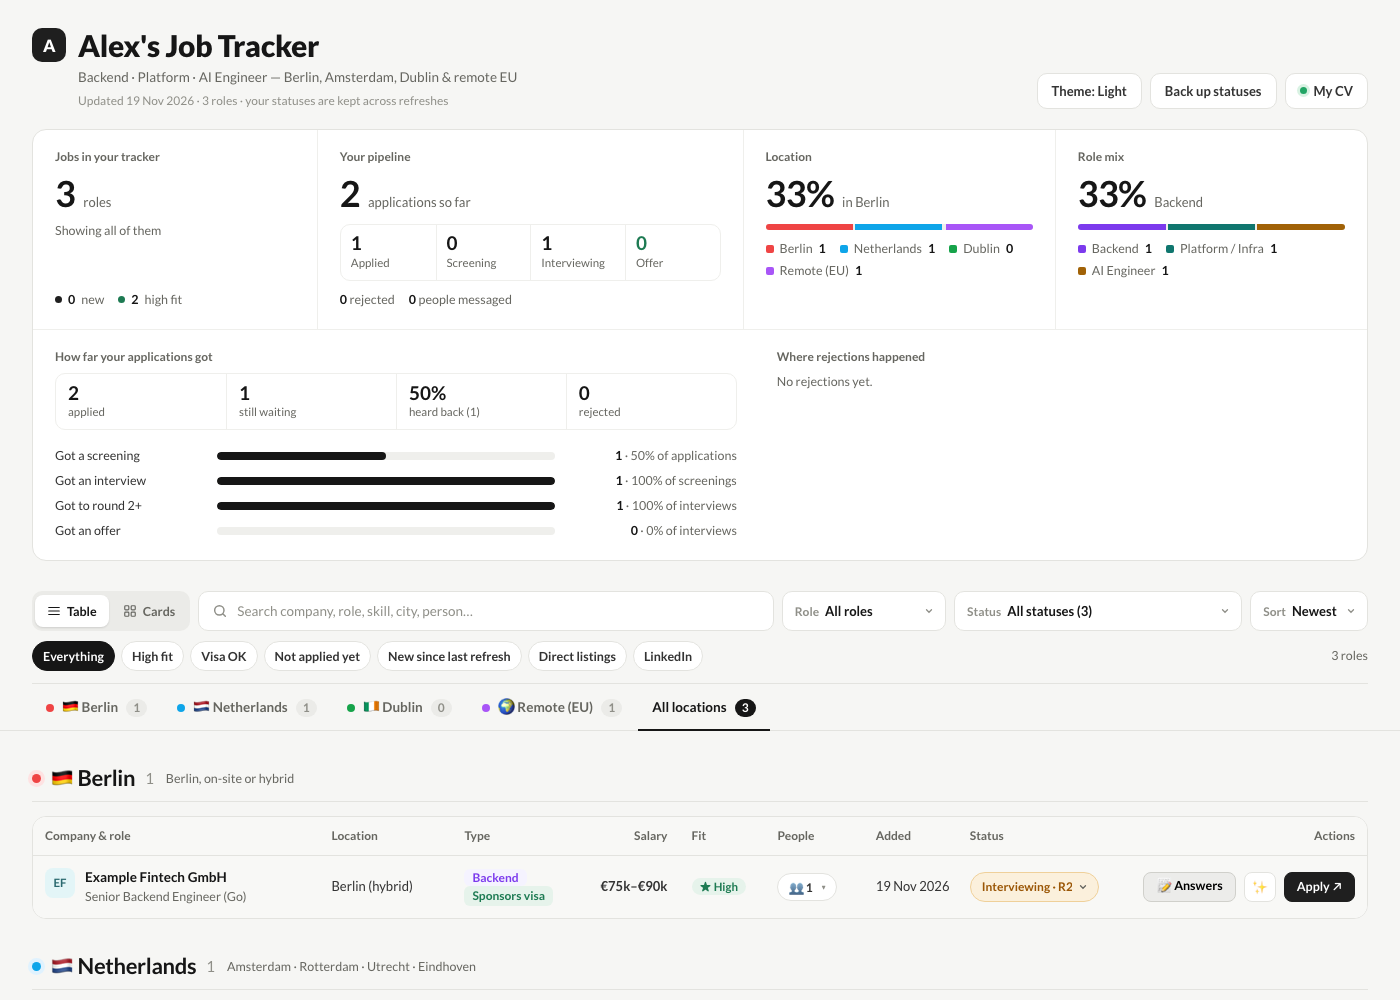 A
Alex's Job Tracker
Backend · Platform · AI Engineer — Berlin, Amsterdam, Dublin & remote EU
Updated 19 Nov 2026 · 3 roles · your statuses are kept across refreshes
Theme: Light
Back up statuses
My CV
Jobs in your tracker
3 roles
Showing all of them
0 new 2 high fit
Your pipeline
2 applications so far
1 0 1 0
Applied Screening Interviewing Offer
0 rejected 0 people messaged
Location
33% in Berlin
Berlin 1 Netherlands 1 Dublin 0
Remote (EU) 1
Role mix
33% Backend
Backend 1 Platform / Infra 1
AI Engineer 1
How far your applications got
2 1 50% 0
applied still waiting heard back (1) rejected
Got a screening 1 · 50% of applications
Got an interview 1 · 100% of screenings
Got to round 2+ 1 · 100% of interviews
Got an offer 0 · 0% of interviews
Where rejections happened
No rejections yet.
Table Cards Search company, role, skill, city, person... Role All roles Status All statuses (3) Sort Newest
Everything High fit Visa OK Not applied yet New since last refresh Direct listings LinkedIn 3 roles
Berlin 1 Netherlands 1 Dublin 0 Remote (EU) 1 All locations 3
Berlin 1 Berlin, on-site or hybrid
Company & role Location Type Salary Fit People Added Status Actions
EF Example Fintech GmbH
Senior Backend Engineer (Go)
Berlin (hybrid)
Backend
Sponsors visa
€75k–€90k
High
1
19 Nov 2026
Interviewing · R2
Answers
Apply ↗
Netherlands 1 Amsterdam · Rotterdam · Utrecht · Eindhoven